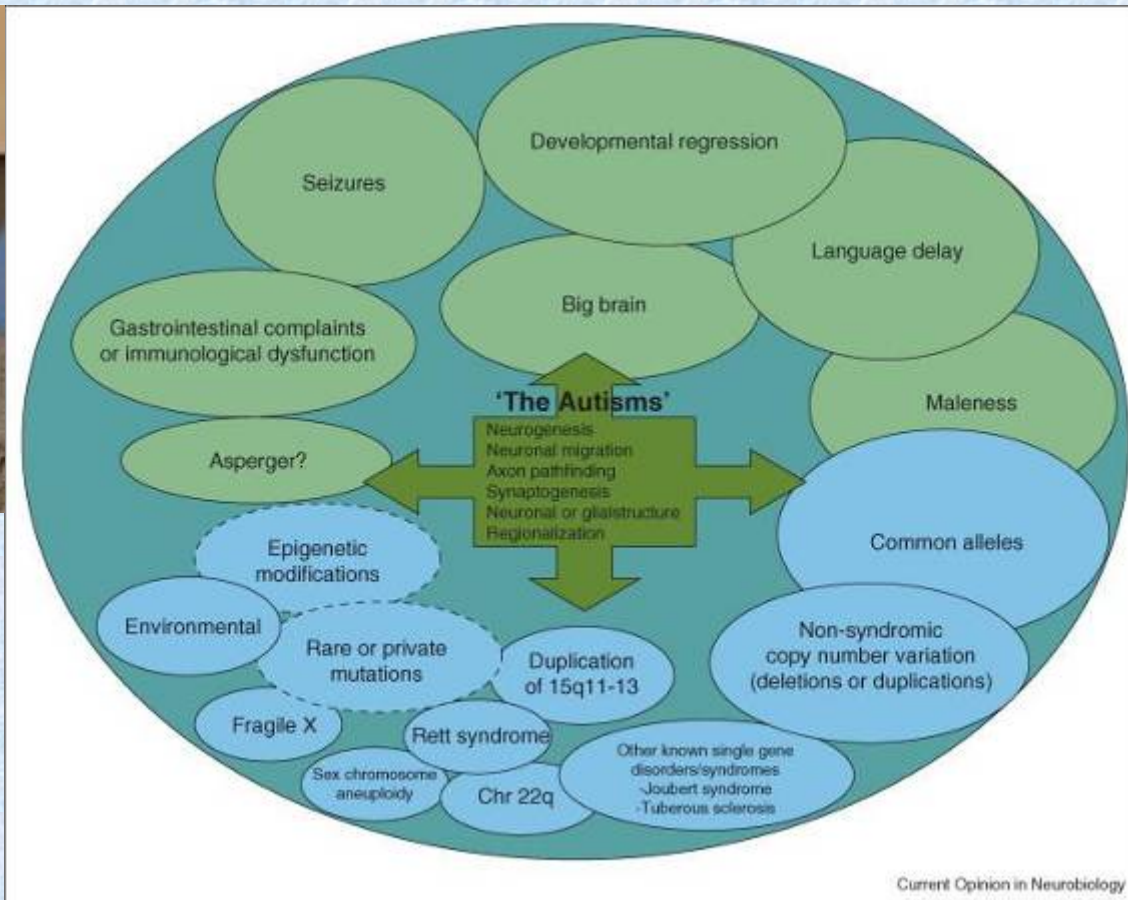 Developmental regression
Seizures
Language delay
Big brain
Gastrointestinal complaints
or immunological dysfunction
'The Autisms'
Maleness
Neurogenesis
Neuronal migration
Axon pathfinding
Synaptogenesis
Neuronal or glialstructure
Regionalization
Asperger?
Common alleles
Epigenetic
modifications
Environmental
Rare or private
mutations
Duplication
of 15q11-13
Non-syndromic
copy number variation
(deletions or duplications)
Fragile X
Rett syndrome
Sex chromosome
aneuploidy
Chr 22q
Other known single gene
disorders/syndromes
-Joubert syndrome
-Tuberous sclerosis
Current Opinion in Neurobiology